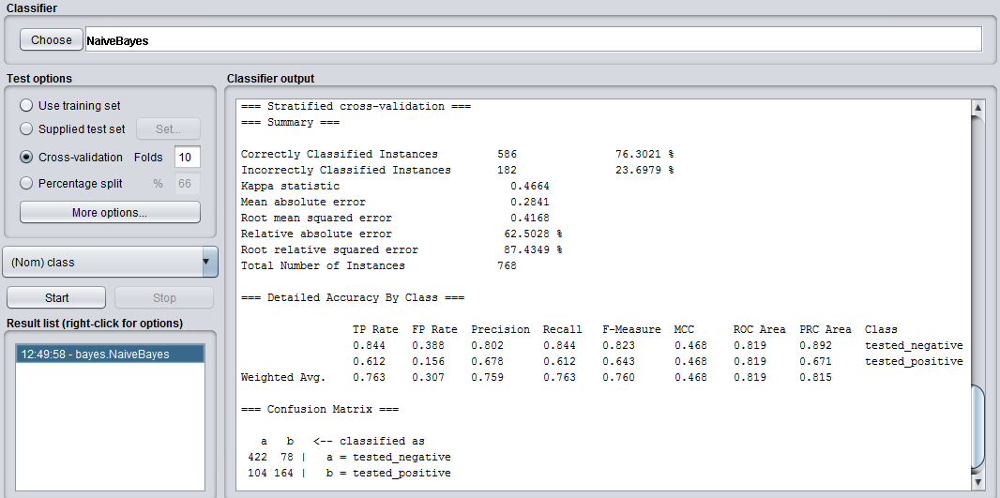 Classifier
Choose NaiveBayes
Test options
Use training set
Supplied test set Set...
Cross-validation Folds 10
Percentage split % 66
More options...
(Nom) class
Start Stop
Result list (right-click for options)
12:49:58 - bayes.NaiveBayes
Classifier output
=== Stratified cross-validation ===
=== Summary ===
Correctly Classified Instances 586 76.3021 %
Incorrectly Classified Instances 182 23.6979 %
Kappa statistic 0.4664
Mean absolute error 0.2841
Root mean squared error 0.4168
Relative absolute error 62.5028 %
Root relative squared error 87.4349 %
Total Number of Instances 768
=== Detailed Accuracy By Class ===
TP Rate FP Rate Precision Recall F-Measure MCC ROC Area PRC Area Class
0.844 0.388 0.802 0.844 0.823 0.468 0.819 0.892 tested_negative
0.612 0.156 0.678 0.612 0.643 0.468 0.819 0.671 tested_positive
Weighted Avg. 0.763 0.307 0.759 0.763 0.760 0.468 0.819 0.815
=== Confusion Matrix ===
a b <-- classified as
422 78 | a = tested_negative
104 164 | b = tested_positive